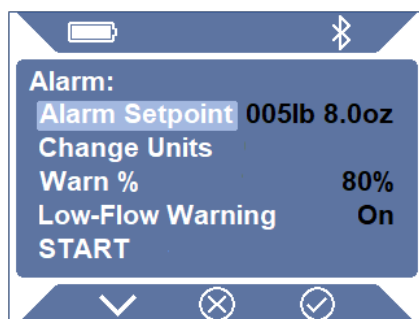 Alarm:
Alarm Setpoint 005lb 8.0oz
Change Units
Warn % 80%
Low-Flow Warning On
START